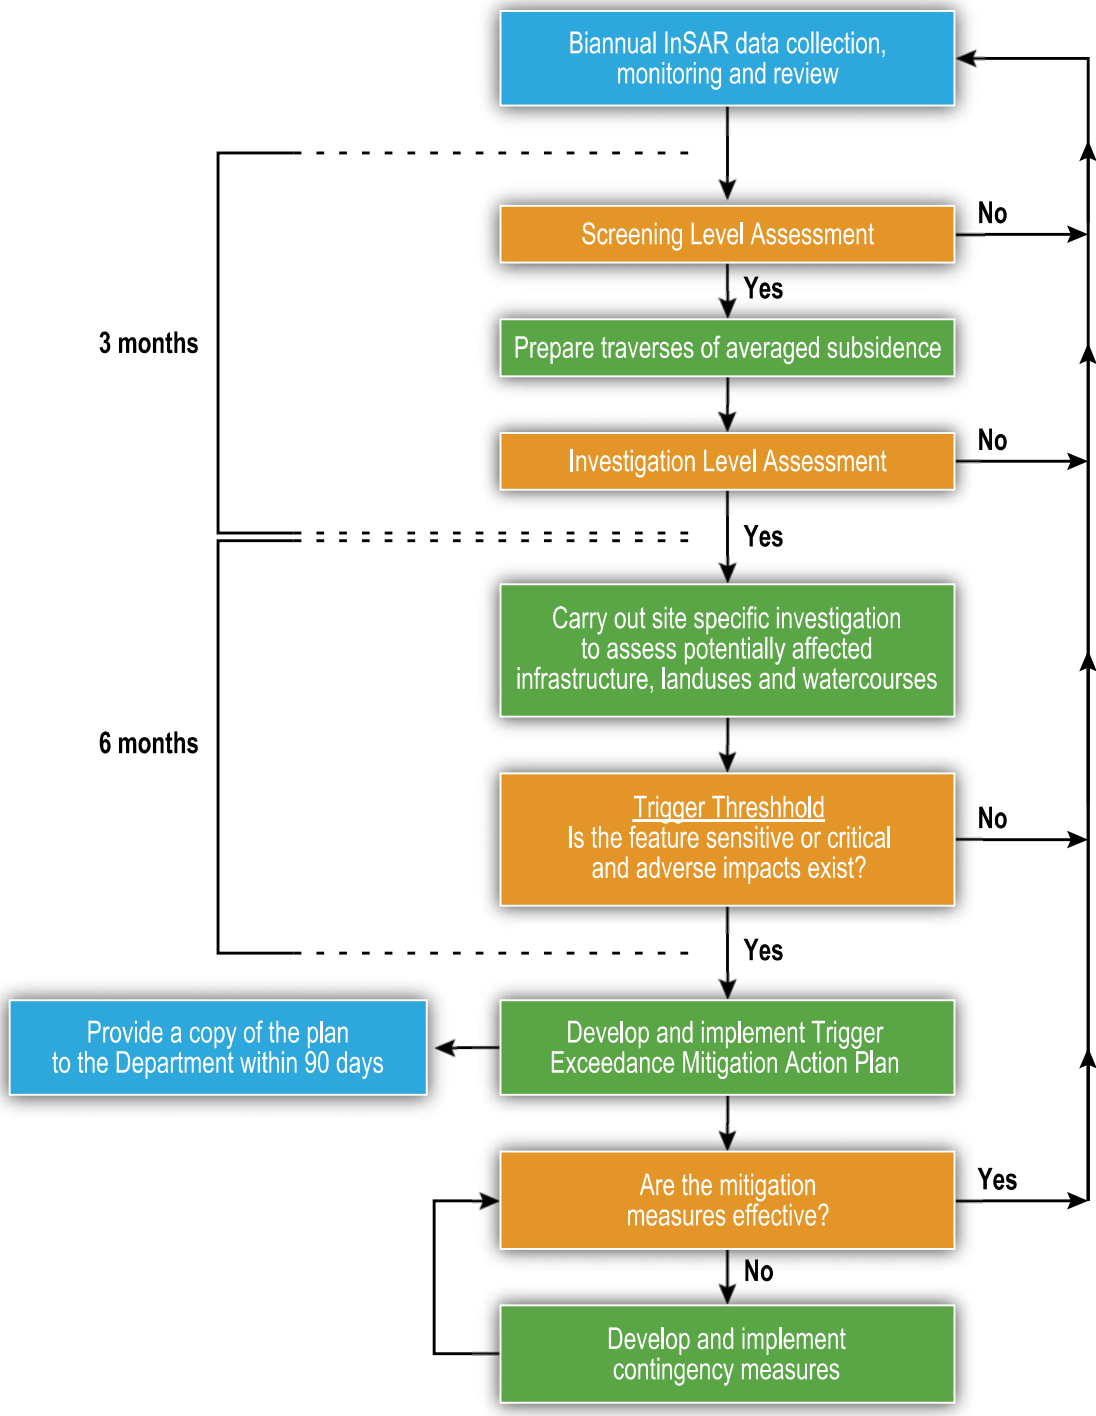 Biannual InSAR data collection,
monitoring and review
Screening Level Assessment
No
Yes
3 months
Prepare traverses of averaged subsidence
Investigation Level Assessment
No
Yes
Carry out site specific investigation
to assess potentially affected
infrastructure, landuses and watercourses
6 months
Trigger Threshhold
Is the feature sensitive or critical
and adverse impacts exist?
No
Yes
Develop and implement Trigger
Exceedance Mitigation Action Plan
Provide a copy of the plan
to the Department within 90 days
Are the mitigation
measures effective?
Yes
No
Develop and implement
contingency measures